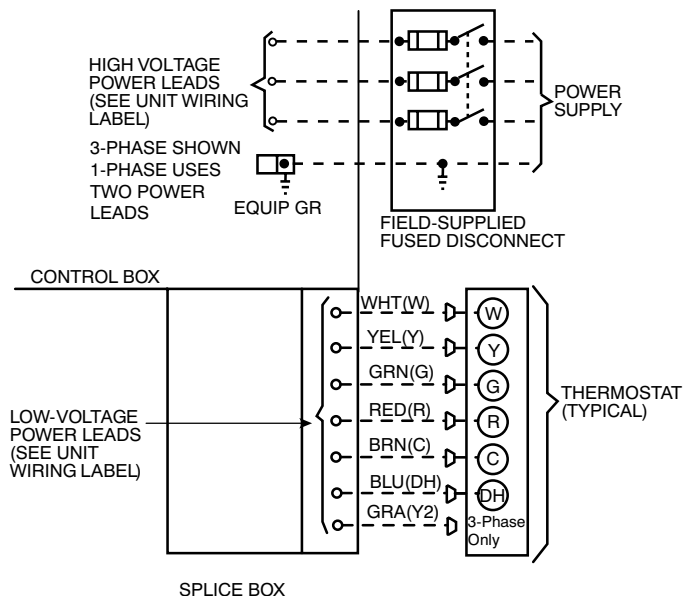 HIGH VOLTAGE
POWER LEADS
(SEE UNIT WIRING
LABEL)
POWER
SUPPLY
3-PHASE SHOWN
1-PHASE USES
TWO POWER
LEADS
EQUIP GR
FIELD-SUPPLIED
FUSED DISCONNECT
CONTROL BOX
WHT(W)
W
YEL(Y)
Y
GRN(G)
G
THERMOSTAT
(TYPICAL)
LOW-VOLTAGE
POWER LEADS
(SEE UNIT
WIRING LABEL)
RED(R)
R
BRN(C)
C
BLU(DH)
DH
GRA(Y2)
3-Phase
Only
SPLICE BOX